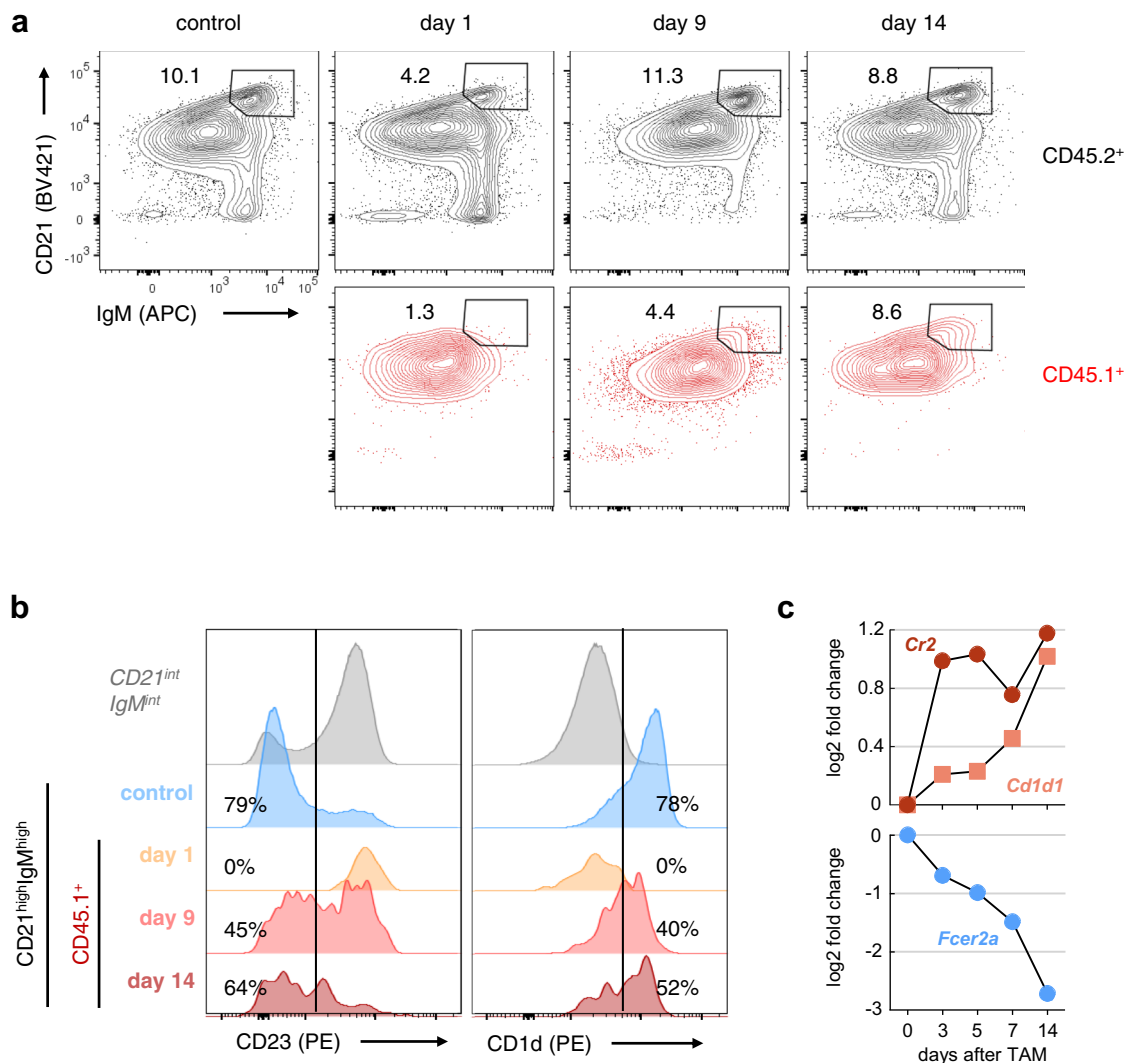 a
control
day 1
day 9
day 14
10.1
4.2
11.3
8.8
CD45.2+
CD21 (BV421)
10⁵
10⁴
10³
0
-10³
0
10³
10⁴
10⁵
IgM (APC)
1.3
4.4
8.6
CD45.1+
b
CD21ʰⁱᵍʰIgMʰⁱᵍʰ
CD45.1⁺
CD21ⁱⁿᵗ
IgMⁱⁿᵗ
control
day 1
day 9
day 14
79%
78%
0%
0%
45%
40%
64%
52%
CD23 (PE)
CD1d (PE)
c
log2 fold change
1.2
0.8
0.4
0
Cr2
Cd1d1
log2 fold change
0
-1
-2
-3
Fcer2a
0 3 5 7 14
days after TAM